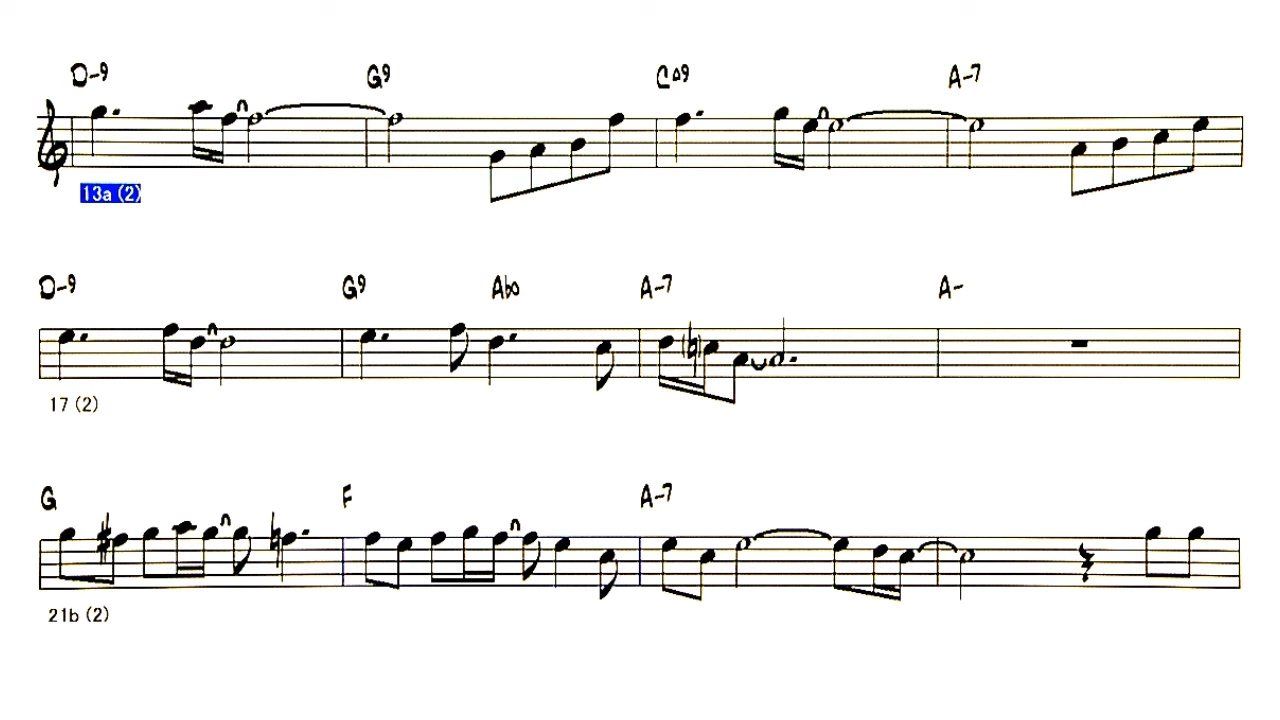 D-9 G9 C△9 A-7
13a (2)
D-9 G9 Abo A-7 A-
17 (2)
G F A-7
21b (2)